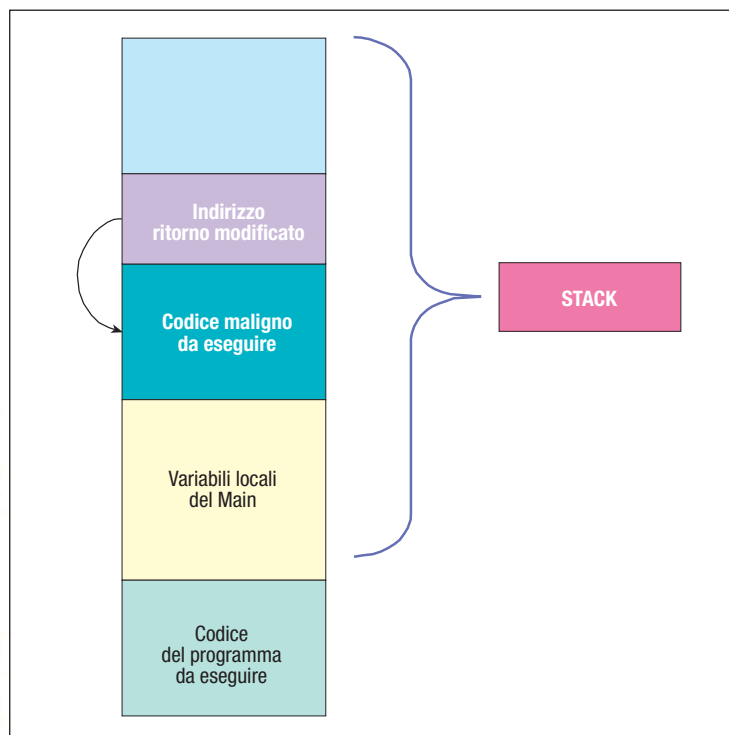 Indirizzo
ritorno modificato
Codice maligno
da eseguire
STACK
Variabili locali
del Main
Codice
del programma
da eseguire